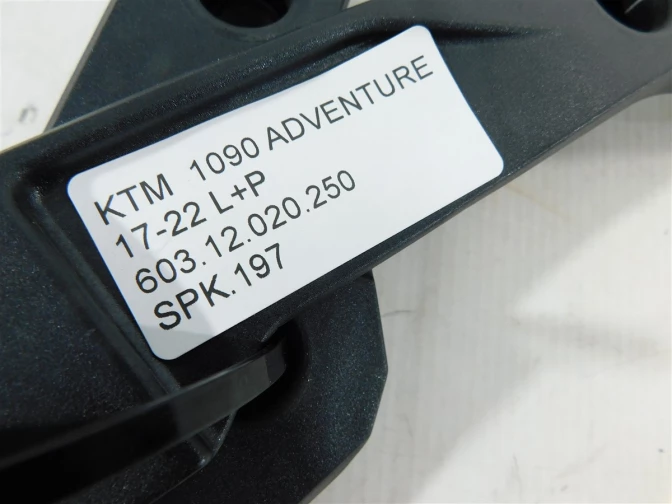 KTM 1090 ADVENTURE
17-22 L+P
603.12.020.250
SPK.197